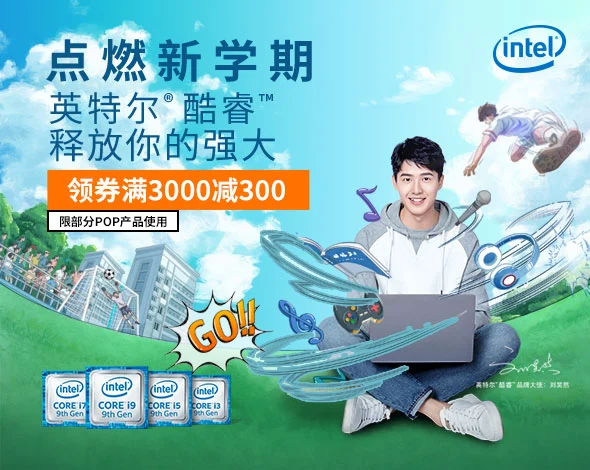 intel
点燃新学期
英特尔®酷睿™
释放你的强大
领券满3000减300
限部分POP产品使用
GO!!
英特尔®酷睿™品牌大使：刘昊然
intel
CORE i7
9th Gen
intel
CORE i9
9th Gen
intel
CORE i5
9th Gen
intel
CORE i3
9th Gen